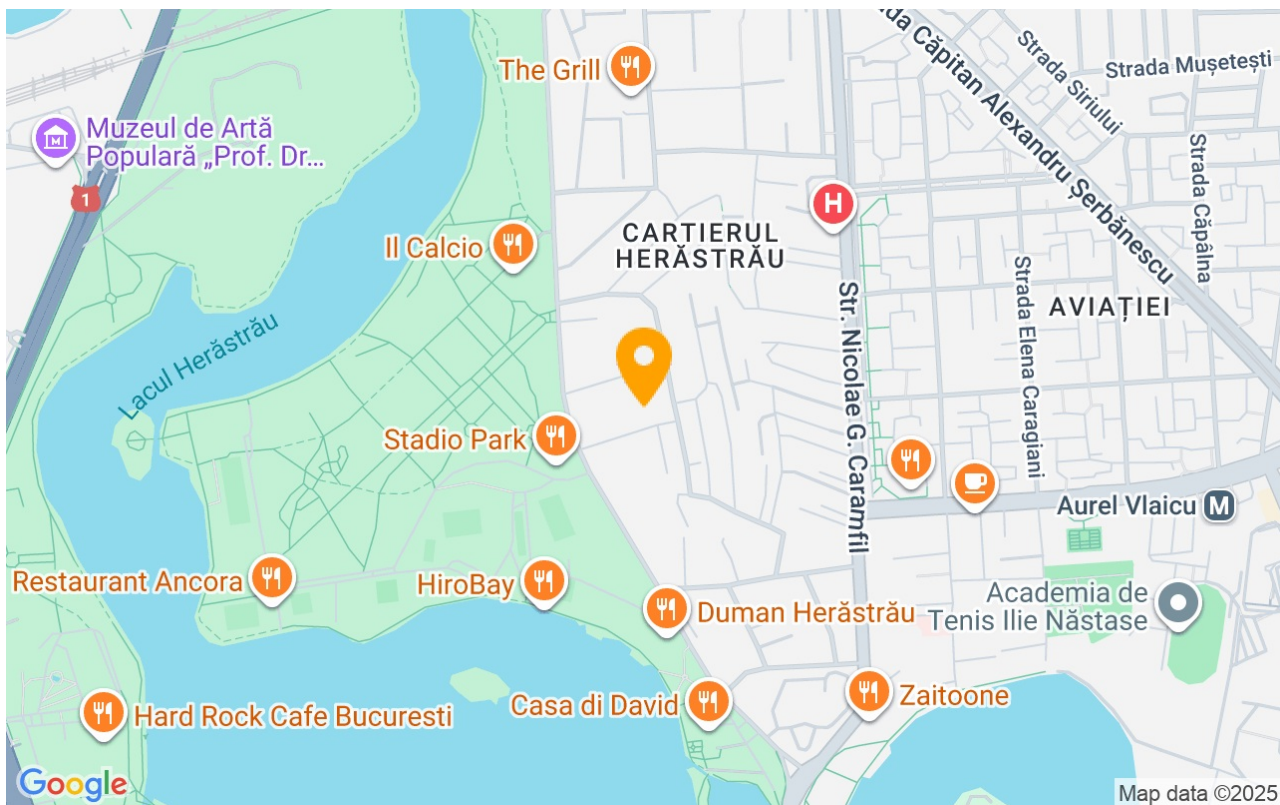 The Grill
Muzeul de Artă
Populară „Prof. Dr...
1
Il Calcio
CARTIERUL
HERĂSTRĂU
H
da Căpitan Alexandru Șerbănescu
Strada Siriului
Strada Mușetești
Strada Căpâlna
Strada Elena Caragiani
AVIAȚIEI
Str. Nicolae G. Caramfil
Lacul Herăstrău
Stadio Park
Aurel Vlaicu M
Restaurant Ancora
HiroBay
Duman Herăstrău
Academia de
Tenis Ilie Năstase
Hard Rock Cafe Bucuresti
Casa di David
Zaitoone
Google
Map data ©2025